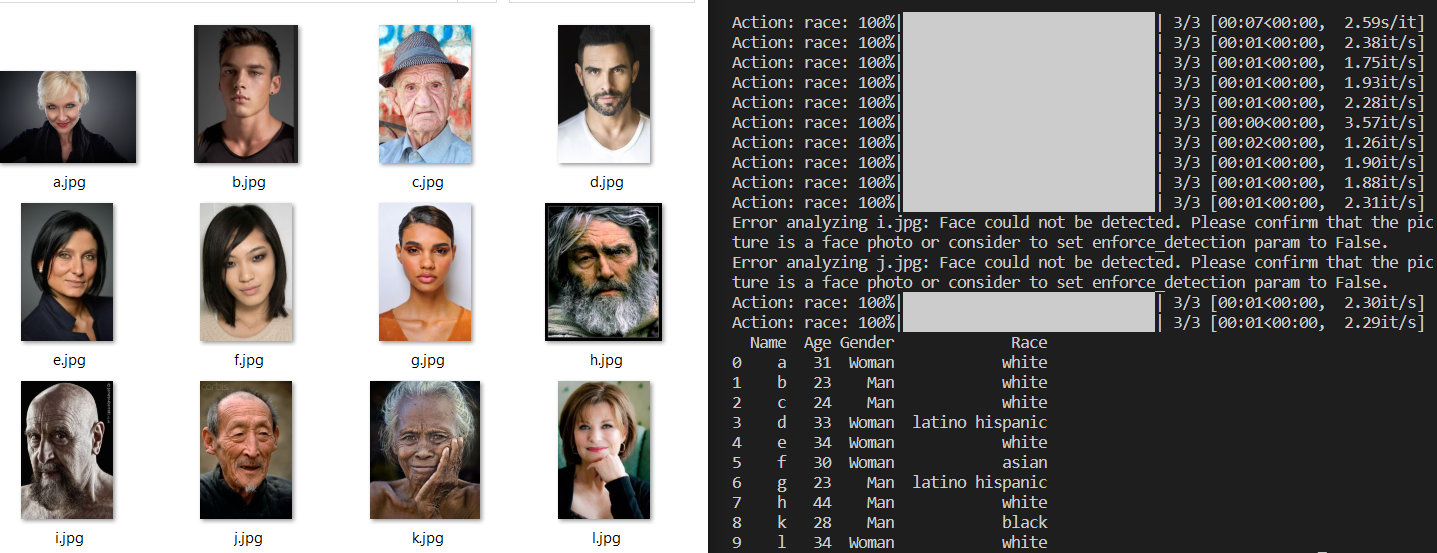 a.jpg b.jpg c.jpg d.jpg
e.jpg f.jpg g.jpg h.jpg
i.jpg j.jpg k.jpg l.jpg
Action: race: 100%| | 3/3 [00:07<00:00, 2.59s/it]
Action: race: 100%| | 3/3 [00:01<00:00, 2.38it/s]
Action: race: 100%| | 3/3 [00:01<00:00, 1.75it/s]
Action: race: 100%| | 3/3 [00:01<00:00, 1.93it/s]
Action: race: 100%| | 3/3 [00:01<00:00, 2.28it/s]
Action: race: 100%| | 3/3 [00:00<00:00, 3.57it/s]
Action: race: 100%| | 3/3 [00:02<00:00, 1.26it/s]
Action: race: 100%| | 3/3 [00:01<00:00, 1.90it/s]
Action: race: 100%| | 3/3 [00:01<00:00, 1.88it/s]
Action: race: 100%| | 3/3 [00:01<00:00, 2.31it/s]
Error analyzing i.jpg: Face could not be detected. Please confirm that the pic
ture is a face photo or consider to set enforce_detection param to False.
Error analyzing j.jpg: Face could not be detected. Please confirm that the pic
ture is a face photo or consider to set enforce_detection param to False.
Action: race: 100%| | 3/3 [00:01<00:00, 2.30it/s]
Action: race: 100%| | 3/3 [00:01<00:00, 2.29it/s]
Name Age Gender Race
0 a 31 Woman white
1 b 23 Man white
2 c 24 Man white
3 d 33 Woman latino hispanic
4 e 34 Woman white
5 f 30 Woman asian
6 g 23 Man latino hispanic
7 h 44 Man white
8 k 28 Man black
9 l 34 Woman white